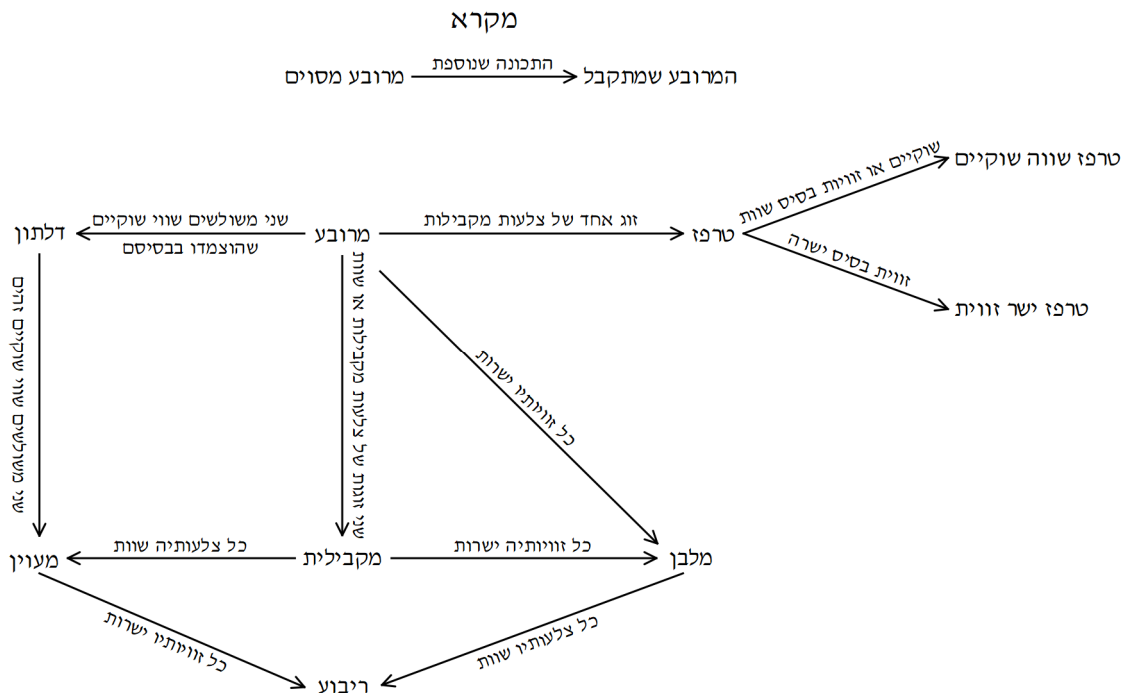 מקרא
התכונה שנוספת
מרובע מסוים
המרובע שמתקבל
שוקיים או זוויות בסיס שוות
טרפז שווה שוקיים
שני משולשים שווי שוקיים
זוג אחד של צלעות מקבילות
דלתון
מרובע
טרפז
שהוצמדו בבסיסם
זווית בסיס ישרה
טרפז ישר זווית
שני משולשים שווי שוקיים זהים
שני זוגות של צלעות מקבילות או שוות
כל זוויותיו ישרות
כל צלעותיה שוות
כל זוויותיה ישרות
מעוין
מקבילית
מלבן
כל זוויותיו ישרות
כל צלעותיו שוות
ריבוע